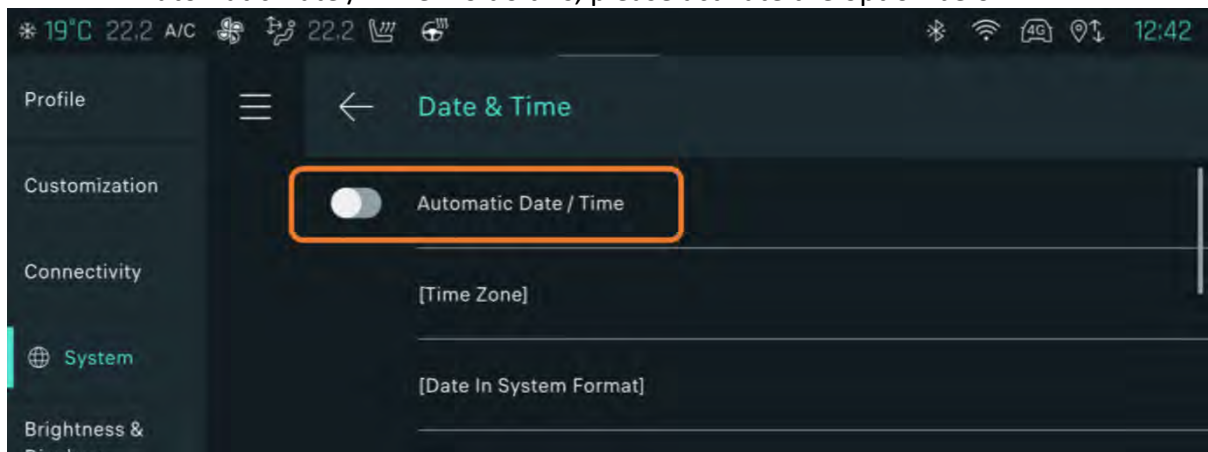 19°C 22.2 A/C 22.2 4G 12:42
Profile
Date & Time
Customization
Automatic Date / Time
Connectivity
[Time Zone]
System
[Date In System Format]
Brightness &